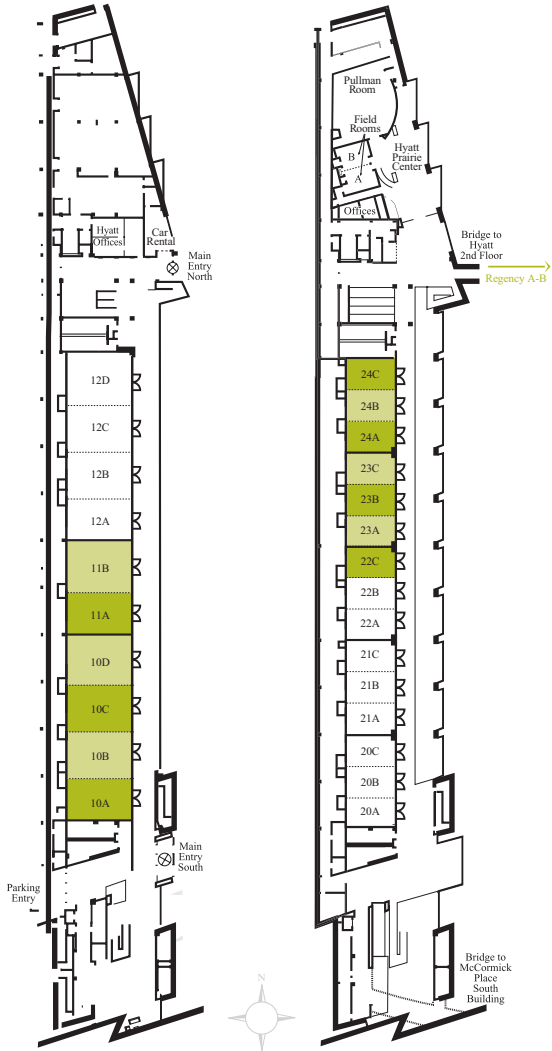 Hyatt
Offices
Car
Rental
Main
Entry
North
12D
12C
12B
12A
11B
11A
10D
10C
10B
10A
Main
Entry
South
Parking
Entry
Pullman
Room
Field
Rooms
B
A
Hyatt
Prairie
Center
Offices
Bridge to
Hyatt
2nd Floor
Regency A-B
24C
24B
24A
23C
23B
23A
22C
22B
22A
21C
21B
21A
20C
20B
20A
Bridge to
McCormick
Place
South
Building
N